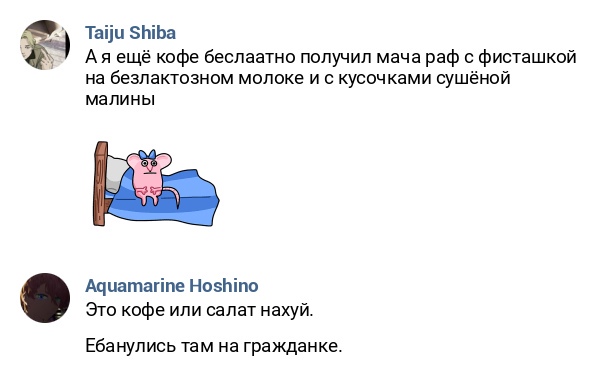 Taiju Shiba
А я ещё кофе беслаатно получил мача раф с фисташкой
на безлактозном молоке и с кусочками сушёной
малины
Aquamarine Hoshino
Это кофе или салат нахуй.
Ебанулись там на гражданке.